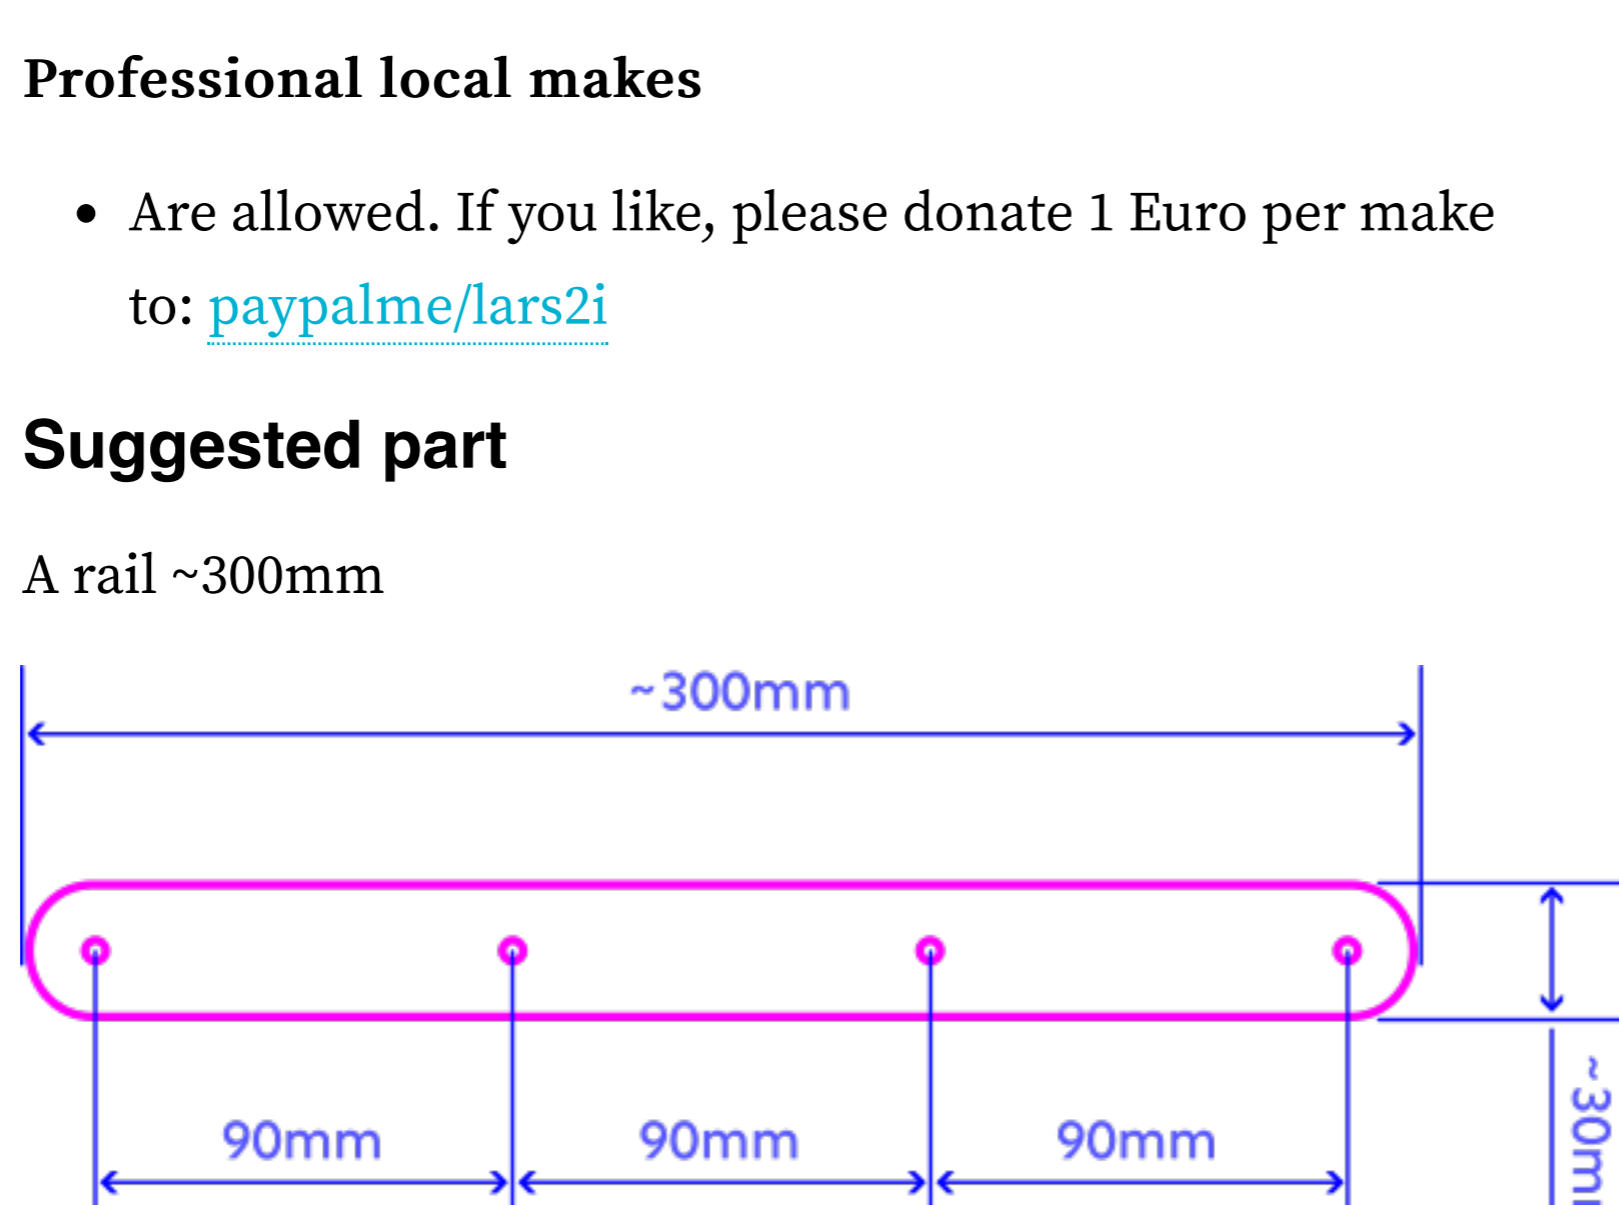 Professional local makes
• Are allowed. If you like, please donate 1 Euro per make
to: paypalme/lars2i
Suggested part
A rail ~300mm
~300mm
90mm 90mm 90mm